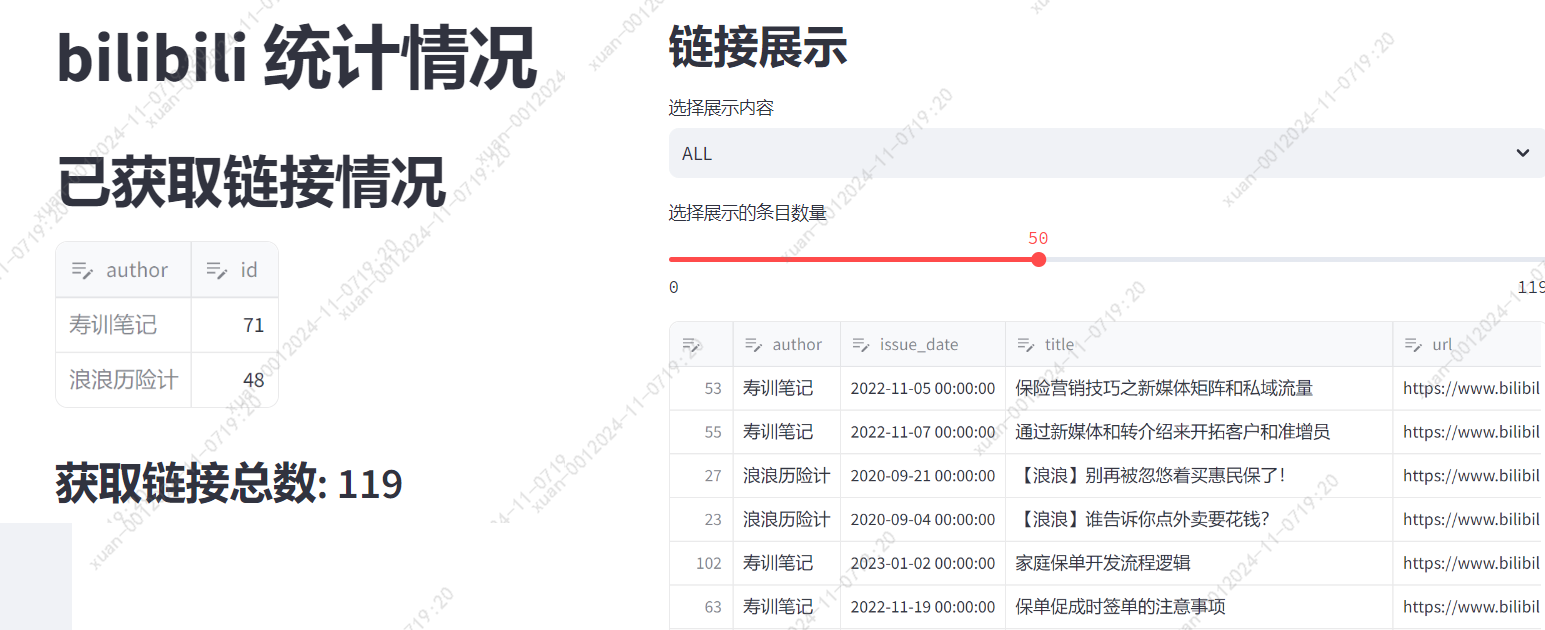 bilibili 统计情况
已获取链接情况
author id
寿训笔记 71
浪浪历险计 48
获取链接总数: 119
链接展示
选择展示内容
ALL
选择展示的条目数量
50
0 119
author issue_date title url
53 寿训笔记 2022-11-05 00:00:00 保险营销技巧之新媒体矩阵和私域流量 https://www.bilibil
55 寿训笔记 2022-11-07 00:00:00 通过新媒体和转介绍来开拓客户和准增员 https://www.bilibil
27 浪浪历险计 2020-09-21 00:00:00 【浪浪】别再被忽悠着买惠民保了！ https://www.bilibil
23 浪浪历险计 2020-09-04 00:00:00 【浪浪】谁告诉你点外卖要花钱？ https://www.bilibil
102 寿训笔记 2023-01-02 00:00:00 家庭保单开发流程逻辑 https://www.bilibil
63 寿训笔记 2022-11-19 00:00:00 保单促成时签单的注意事项 https://www.bilibil
xuan-0012024-11-0719:20